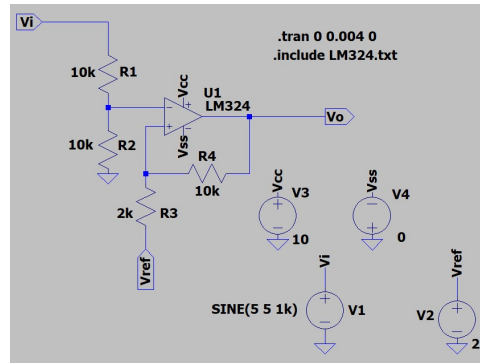 Vi
.tran 0 0.004 0
.include LM324.txt
10k
R1
Vcc
U1
LM324
Vo
10k
R2
Vss
R4
10k
2k
R3
Vref
Vcc
V3
10
Vss
V4
0
Vi
SINE(5 5 1k)
V1
Vref
V2
2